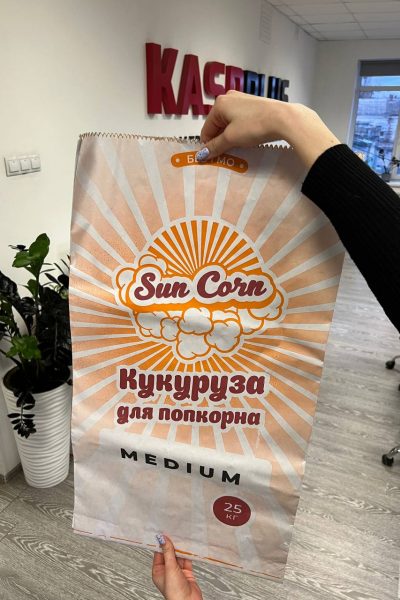 Sun Corn
Кукуруза
для попкорна
MEDIUM
25
кг